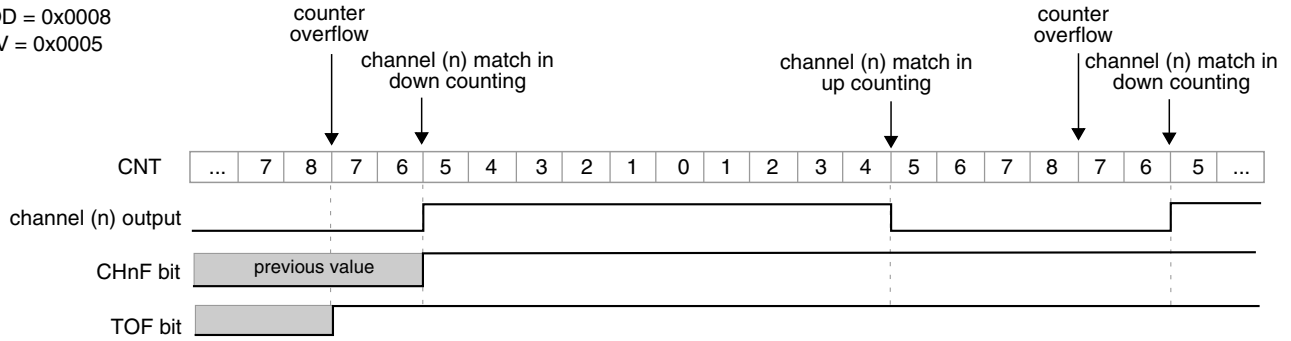 OD = 0x0008
V = 0x0005
counter
overflow
channel (n) match in
down counting
channel (n) match in
up counting
counter
overflow
channel (n) match in
down counting
CNT ... 7 8 7 6 5 4 3 2 1 0 1 2 3 4 5 6 7 8 7 6 5 ...
channel (n) output
CHnF bit previous value
TOF bit